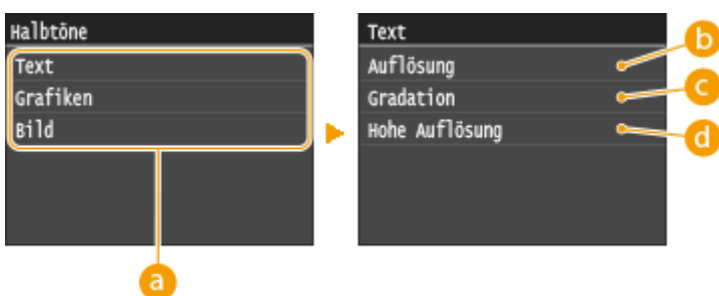 Halbtöne
Text
Grafiken
Bild
a
Text
Auflösung
Gradation
Hohe Auflösung
b
c
d